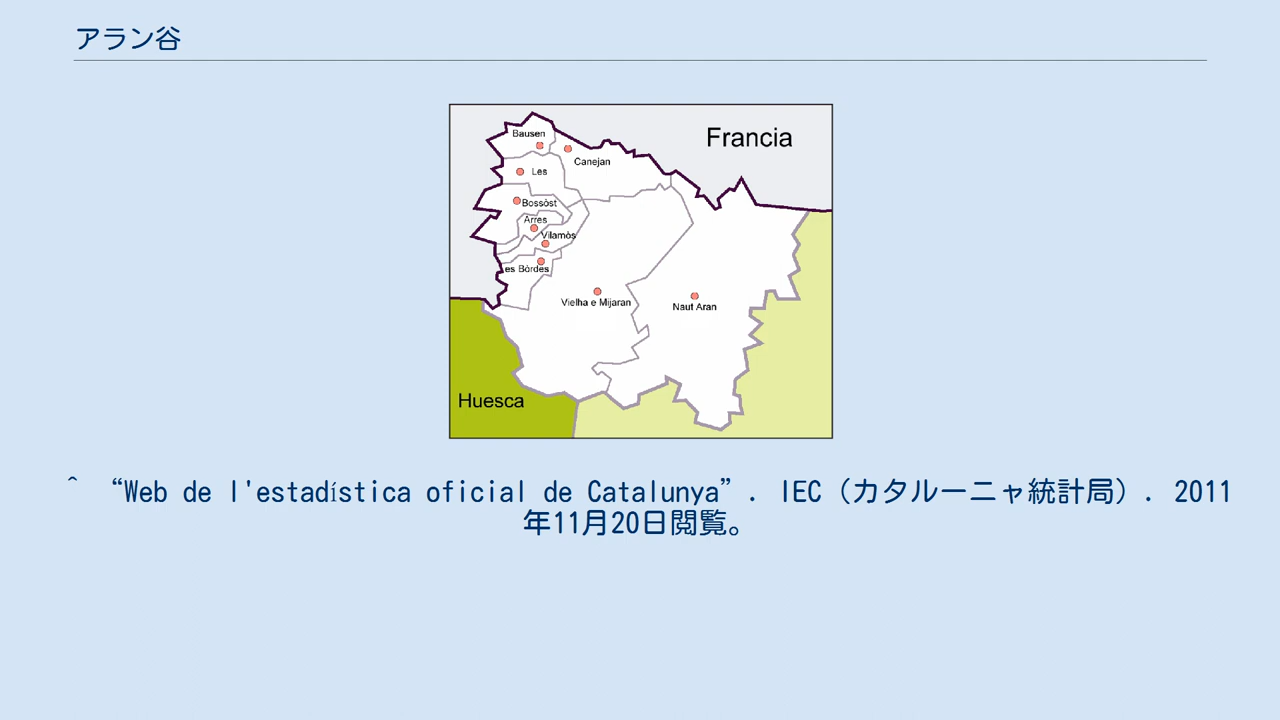 アラン谷
Francia
Bausen
Canejan
Les
Bossòst
Arres
Vilamòs
es Bòrdes
Vielha e Mijaran
Naut Aran
Huesca
^ “Web de l'estadística oficial de Catalunya”. IEC（カタルーニャ統計局）. 2011
年11月20日閲覧。